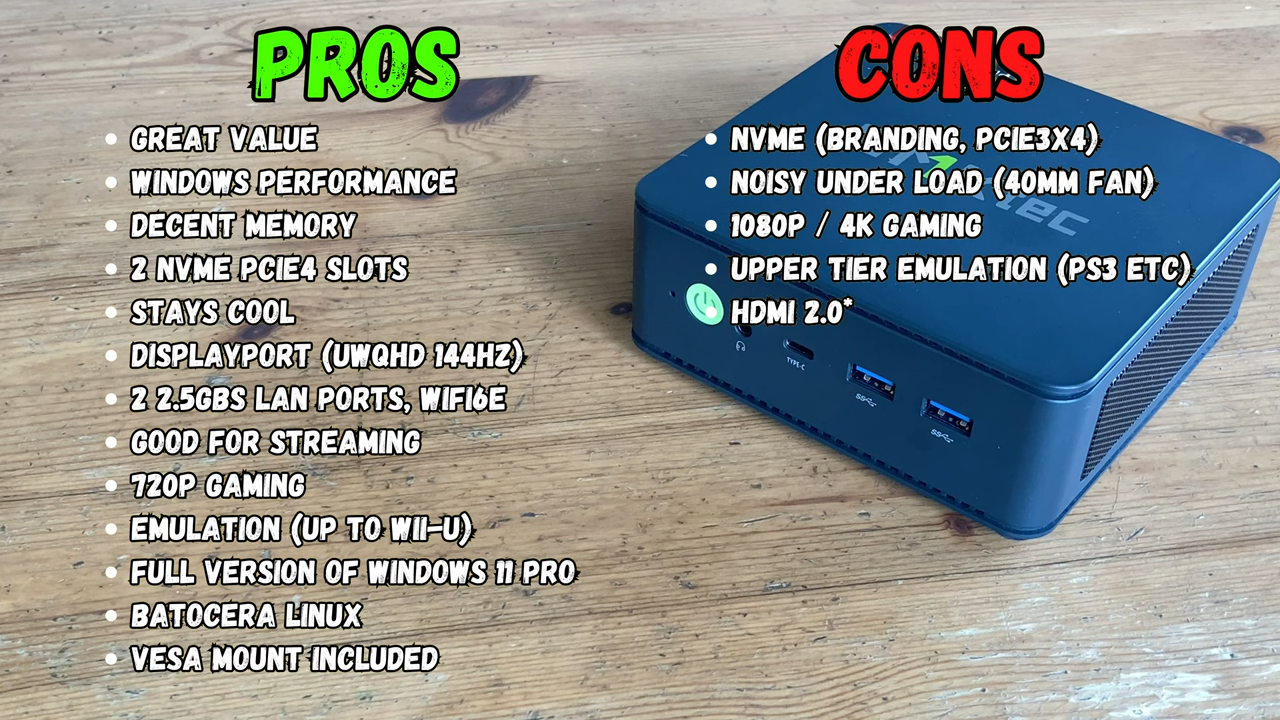 PROS
GREAT VALUE
WINDOWS PERFORMANCE
DECENT MEMORY
2 NVME PCIE4 SLOTS
STAYS COOL
DISPLAYPORT (UWQHD 144HZ)
2 2.5GBS LAN PORTS, WIFI6E
GOOD FOR STREAMING
720P GAMING
EMULATION (UP TO WII-U)
FULL VERSION OF WINDOWS 11 PRO
BATOCERA LINUX
VESA MOUNT INCLUDED
CONS
NVME (BRANDING, PCIE3X4)
NOISY UNDER LOAD (40MM FAN)
1080P / 4K GAMING
UPPER TIER EMULATION (PS3 ETC)
HDMI 2.0*
TYPE-C
SS
SS